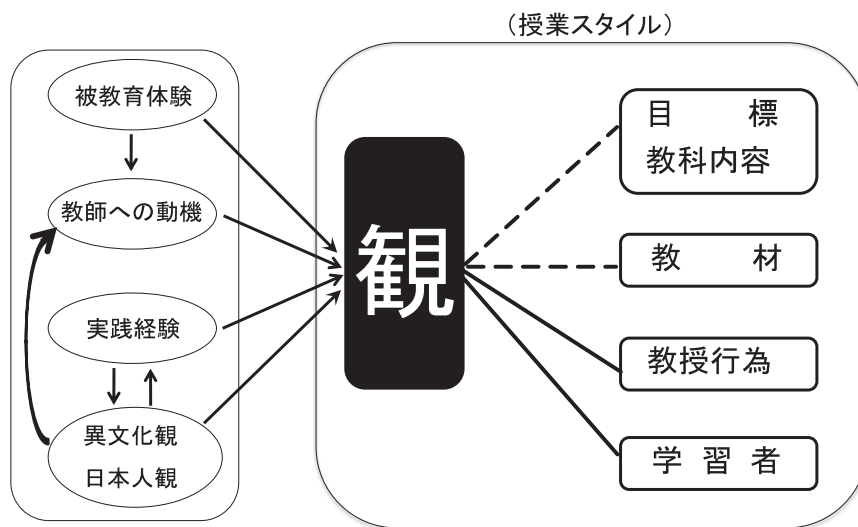 （授業スタイル）
被教育体験
教師への動機
実践経験
異文化観
日本人観
観
目標
教科内容
教材
教授行為
学習者